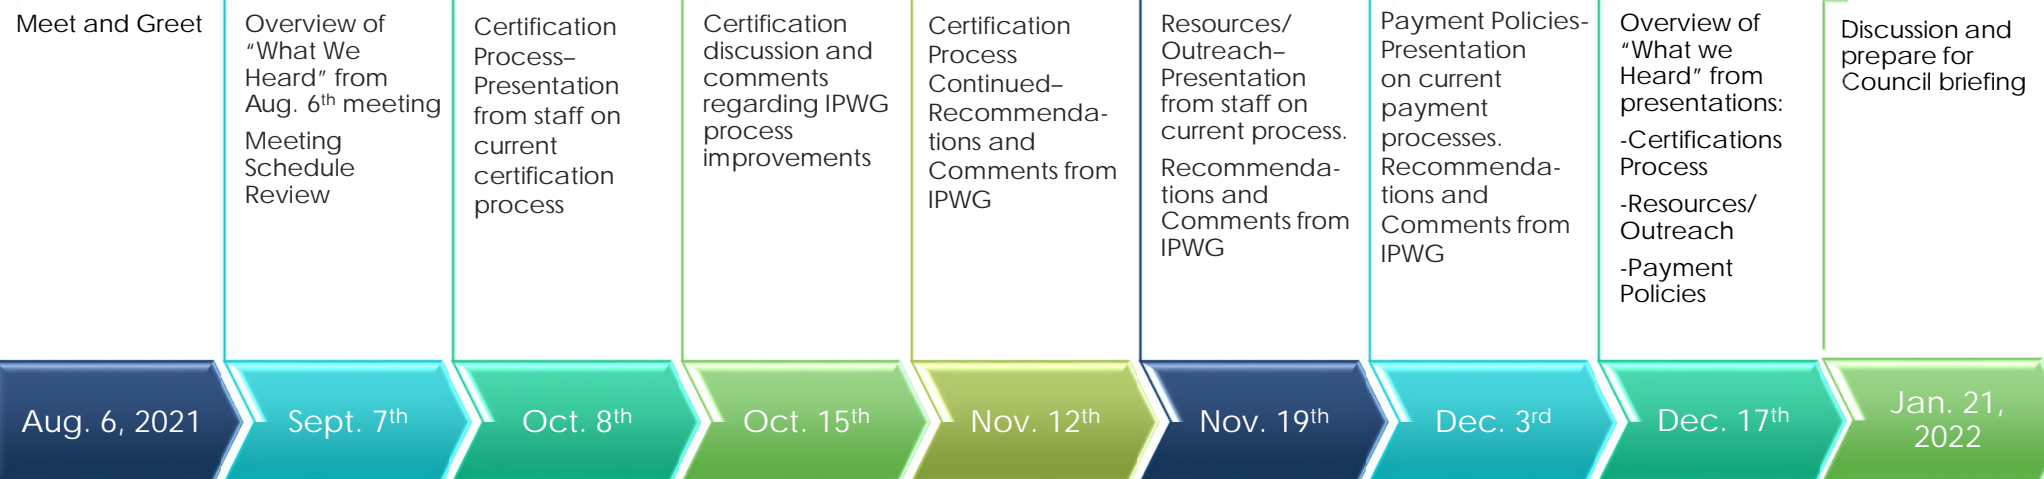 Meet and Greet
Overview of
“What We
Heard” from
Aug. 6th meeting
Meeting
Schedule
Review
Certification
Process–
Presentation
from staff on
current
certification
process
Certification
discussion and
comments
regarding IPWG
process
improvements
Certification
Process
Continued–
Recommenda-
tions and
Comments from
IPWG
Resources/
Outreach–
Presentation
from staff on
current process.
Recommenda-
tions and
Comments from
IPWG
Payment Policies-
Presentation
on current
payment
processes.
Recommenda-
tions and
Comments from
IPWG
Overview of
“What we
Heard” from
presentations:
-Certifications
Process
-Resources/
Outreach
-Payment
Policies
Discussion and
prepare for
Council briefing
Aug. 6, 2021
Sept. 7th
Oct. 8th
Oct. 15th
Nov. 12th
Nov. 19th
Dec. 3rd
Dec. 17th
Jan. 21,
2022